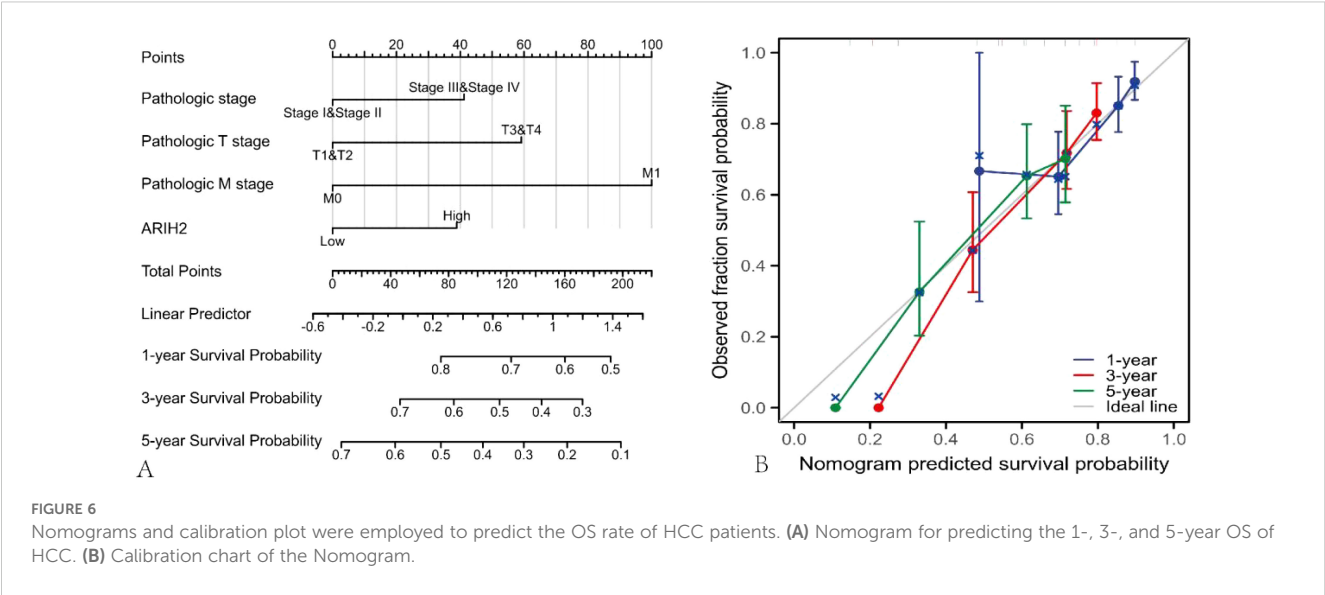 0 20 40 60 80 100
Points
Pathologic stage
Stage III&Stage IV
Stage I&Stage II
Pathologic T stage
T3&T4
T1&T2
Pathologic M stage
M1
M0
ARIH2
High
Low
Total Points
0 40 80 120 160 200
Linear Predictor
-0.6 -0.2 0.2 0.6 1 1.4
1-year Survival Probability
0.8 0.7 0.6 0.5
3-year Survival Probability
0.7 0.6 0.5 0.4 0.3
5-year Survival Probability
0.7 0.6 0.5 0.4 0.3 0.2 0.1
A
Observed fraction survival probability
1.0
0.8
0.6
0.4
0.2
0.0
1-year
3-year
5-year
Ideal line
0.0 0.2 0.4 0.6 0.8 1.0
B
Nomogram predicted survival probability
FIGURE 6
Nomograms and calibration plot were employed to predict the OS rate of HCC patients. (A) Nomogram for predicting the 1-, 3-, and 5-year OS of
HCC. (B) Calibration chart of the Nomogram.